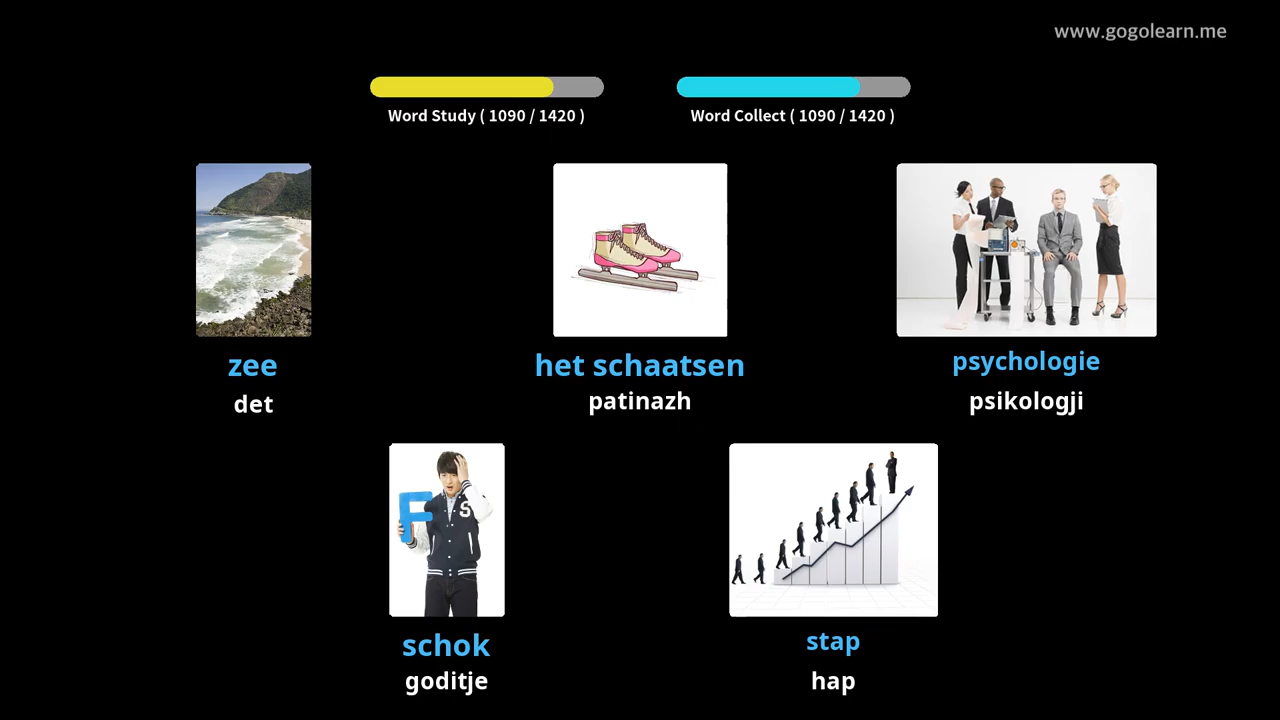 www.gogolearn.me
Word Study ( 1090 / 1420 )
Word Collect ( 1090 / 1420 )
zee
det
het schaatsen
patinazh
psychologie
psikologji
F
S
schok
goditje
stap
hap